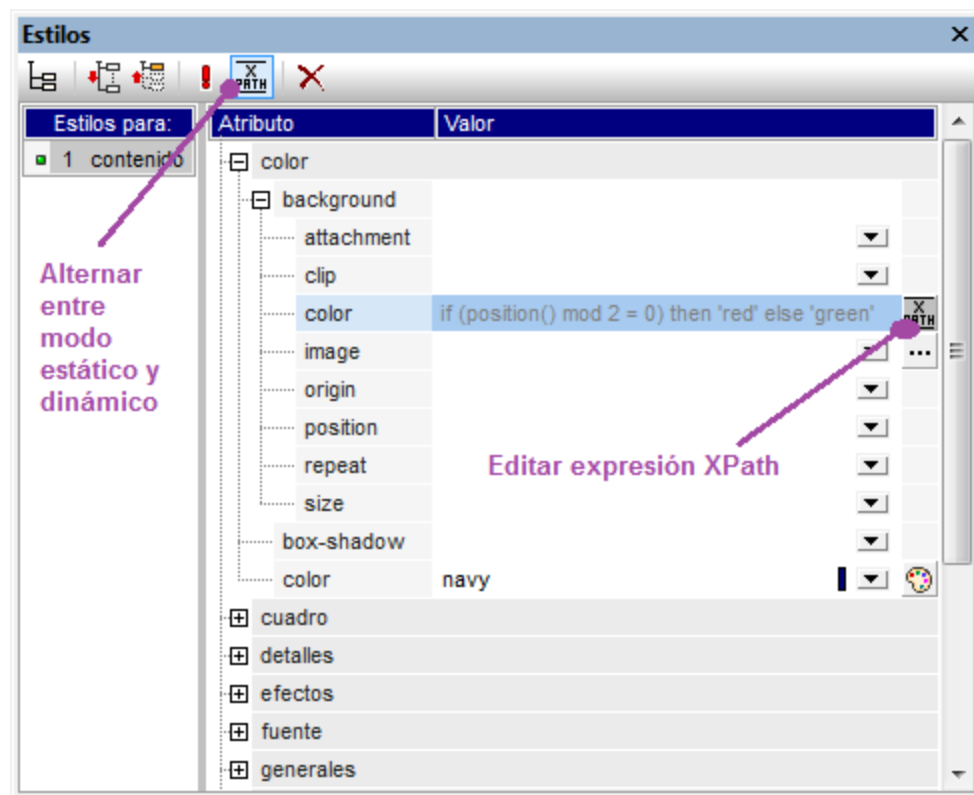 Estilos
X
PATH
Estilos para:
Atributo Valor
1 contenido
color
background
attachment
clip
color if (position() mod 2 = 0) then 'red' else 'green'
X
PATH
image ...
origin
position
repeat
size
box-shadow
color navy
cuadro
detalles
efectos
fuente
generales
Alternar
entre
modo
estático y
dinámico
Editar expresión XPath